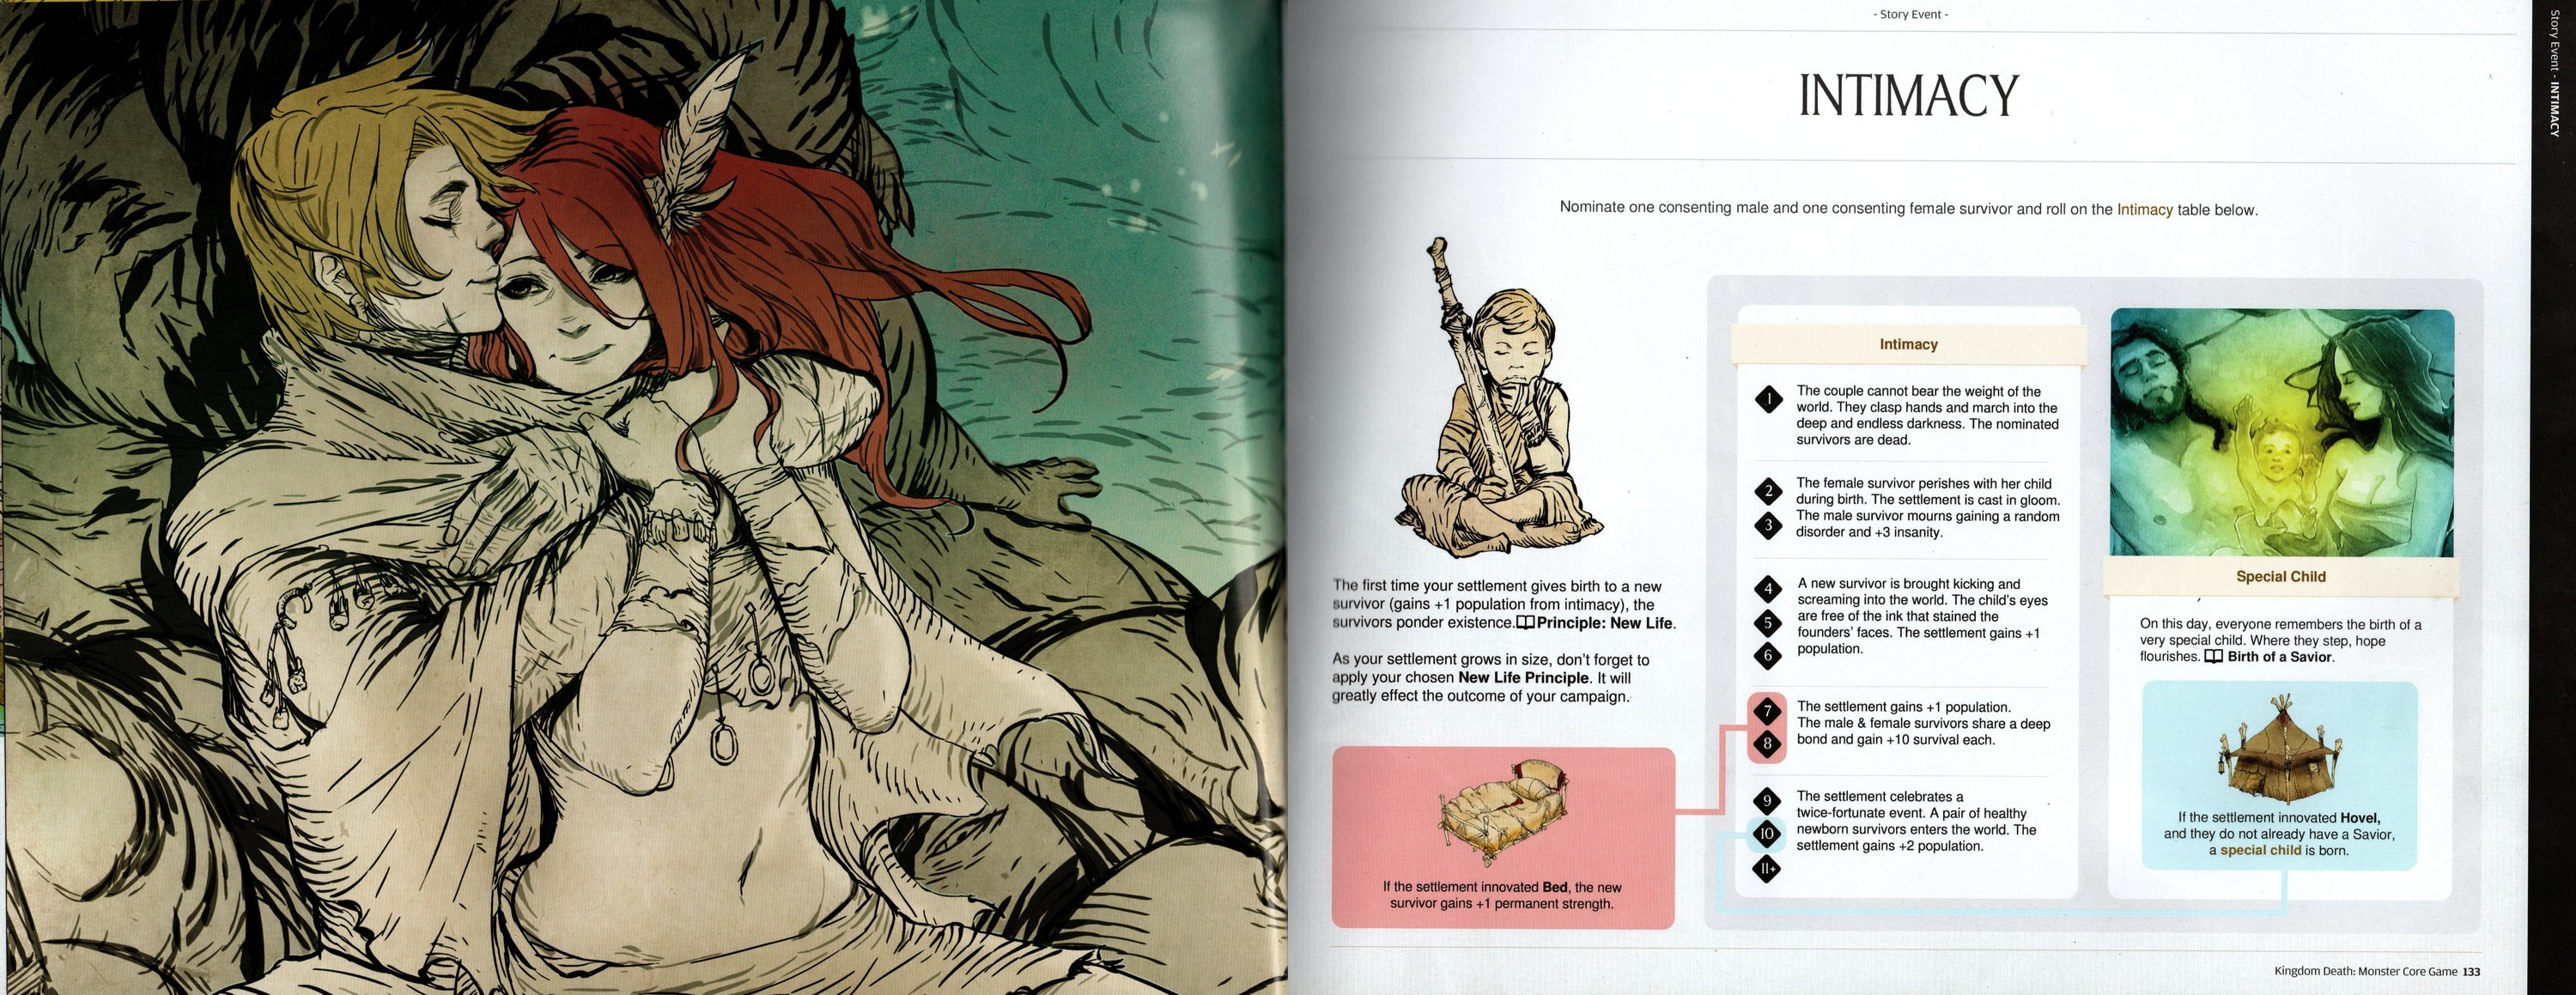 - Story Event -
Story Event - INTIMACY
INTIMACY
Nominate one consenting male and one consenting female survivor and roll on the Intimacy table below.
The first time your settlement gives birth to a new
survivor (gains +1 population from intimacy), the
survivors ponder existence. Principle: New Life.
As your settlement grows in size, don't forget to
apply your chosen New Life Principle. It will
greatly effect the outcome of your campaign.
If the settlement innovated Bed, the new
survivor gains +1 permanent strength.
Intimacy
1
The couple cannot bear the weight of the
world. They clasp hands and march into the
deep and endless darkness. The nominated
survivors are dead.
2
3
The female survivor perishes with her child
during birth. The settlement is cast in gloom.
The male survivor mourns gaining a random
disorder and +3 insanity.
4
5
6
A new survivor is brought kicking and
screaming into the world. The child's eyes
are free of the ink that stained the
founders' faces. The settlement gains +1
population.
7
8
The settlement gains +1 population.
The male & female survivors share a deep
bond and gain +10 survival each.
9
10
11+
The settlement celebrates a
twice-fortunate event. A pair of healthy
newborn survivors enters the world. The
settlement gains +2 population.
Special Child
On this day, everyone remembers the birth of a
very special child. Where they step, hope
flourishes. Birth of a Savior.
If the settlement innovated Hovel,
and they do not already have a Savior,
a special child is born.
Kingdom Death: Monster Core Game 133